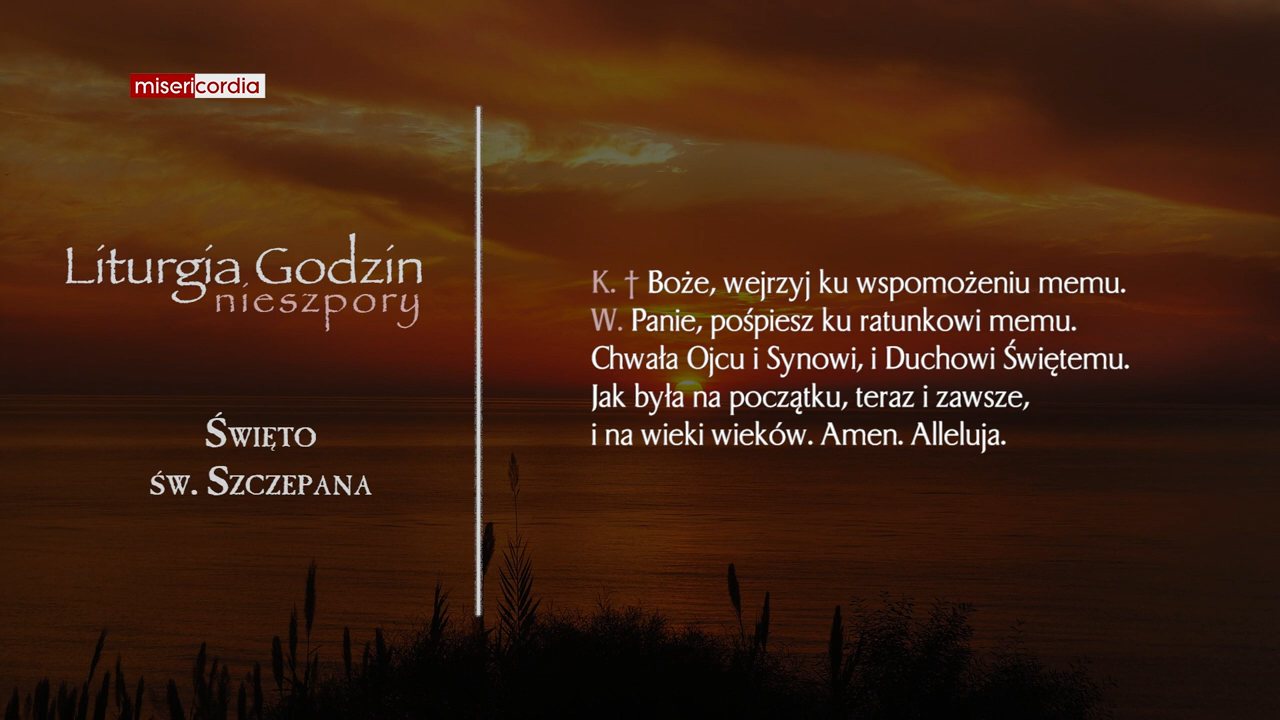 misericordia
Liturgia Godzin
nieszpory
Święto
św. Szczepana
K. † Boże, wejrzyj ku wspomożeniu memu.
W. Panie, pośpiesz ku ratunkowi memu.
Chwała Ojcu i Synowi, i Duchowi Świętemu.
Jak była na początku, teraz i zawsze,
i na wieki wieków. Amen. Alleluja.